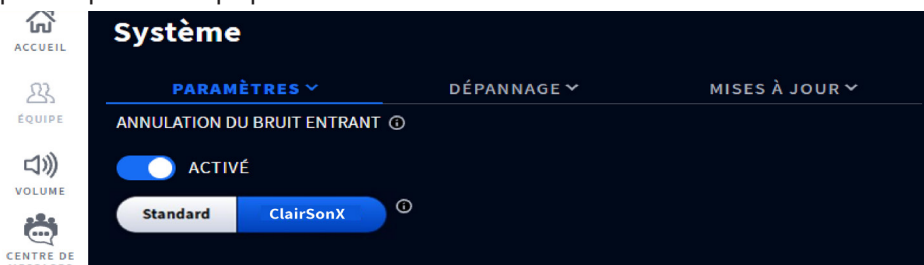 ACCUEIL
ÉQUIPE
VOLUME
CENTRE DE
Système
PARAMÈTRES
DÉPANNAGE
MISES À JOUR
ANNULATION DU BRUIT ENTRANT
ACTIVÉ
Standard
ClairSonX